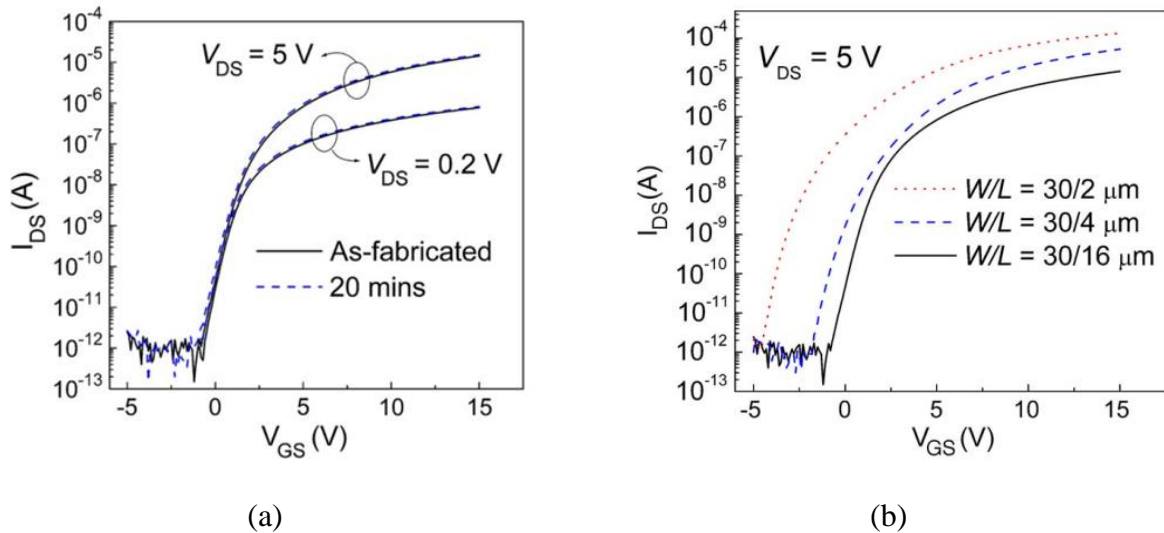 10⁻⁴
10⁻⁵
10⁻⁶
10⁻⁷
10⁻⁸
10⁻⁹
10⁻¹⁰
10⁻¹¹
10⁻¹²
10⁻¹³
I_DS (A)
V_DS = 5 V
V_DS = 0.2 V
As-fabricated
20 mins
-5 0 5 10 15
V_GS (V)
(a)
10⁻⁴
10⁻⁵
10⁻⁶
10⁻⁷
10⁻⁸
10⁻⁹
10⁻¹⁰
10⁻¹¹
10⁻¹²
10⁻¹³
I_DS (A)
V_DS = 5 V
W/L = 30/2 μm
W/L = 30/4 μm
W/L = 30/16 μm
-5 0 5 10 15
V_GS (V)
(b)